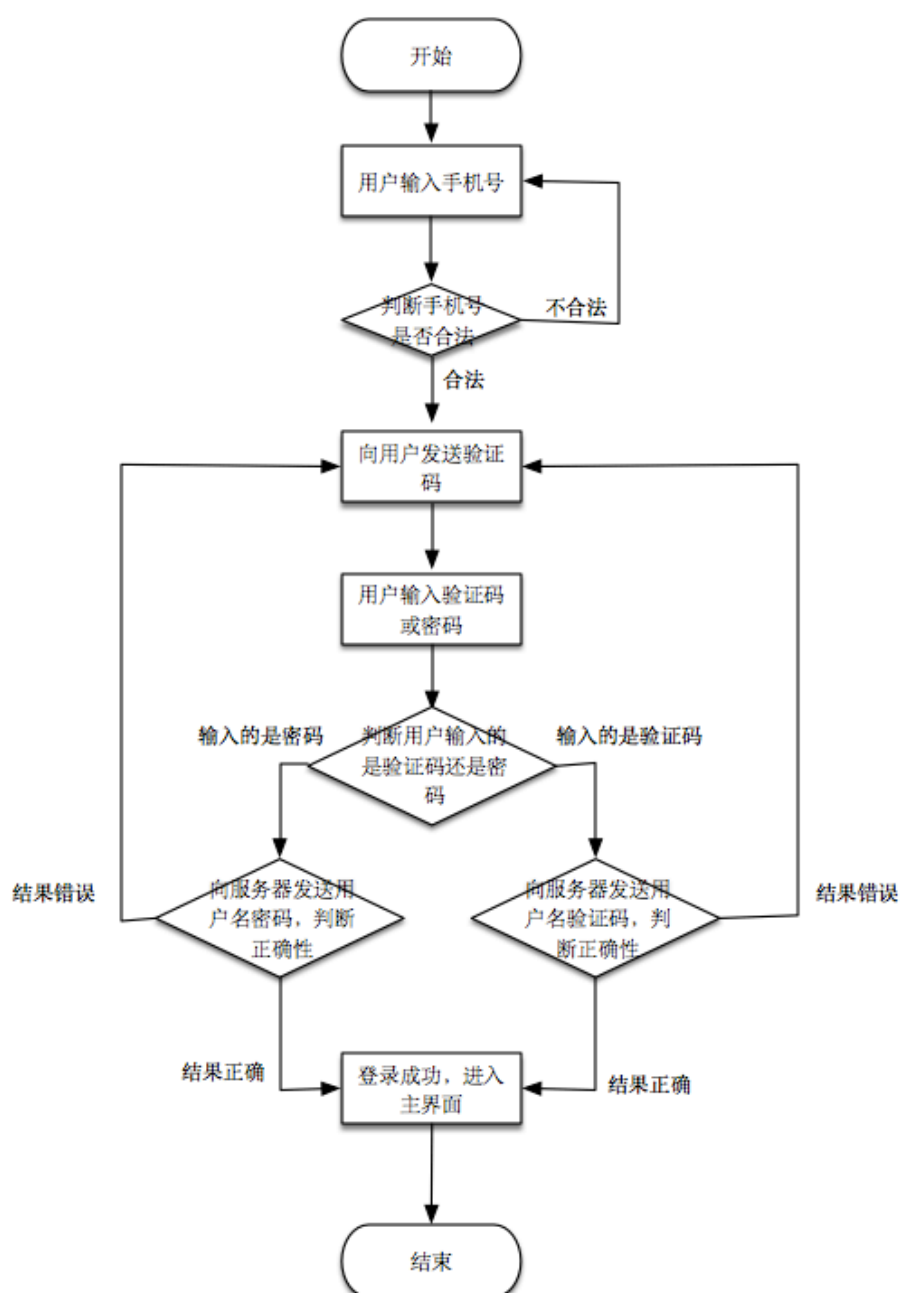 开始
用户输入手机号
判断手机号
是否合法
不合法
合法
向用户发送验证
码
用户输入验证码
或密码
输入的是密码
判断用户输入的
是验证码还是密
码
输入的是验证码
结果错误
向服务器发送用
户名密码，判断
正确性
向服务器发送用
户名验证码，判
断正确性
结果错误
结果正确
登录成功，进入
主界面
结果正确
结束